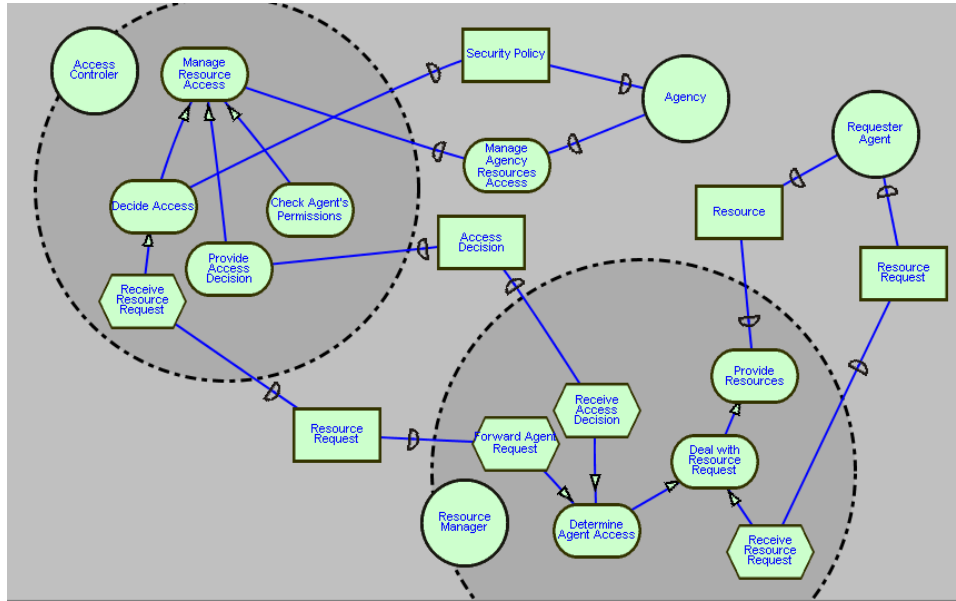 Access
Controler
Manage
Resource
Access
Security Policy
Agency
Requester
Agent
Manage
Agency
Resources
Access
Decide Access
Check Agent's
Permissions
Resource
Provide
Access
Decision
Access
Decision
Resource
Request
Receive
Resource
Request
Provide
Resources
Receive
Access
Decision
Resource
Request
Forward Agent
Request
Deal with
Resource
Request
Resource
Manager
Determine
Agent Access
Receive
Resource
Request